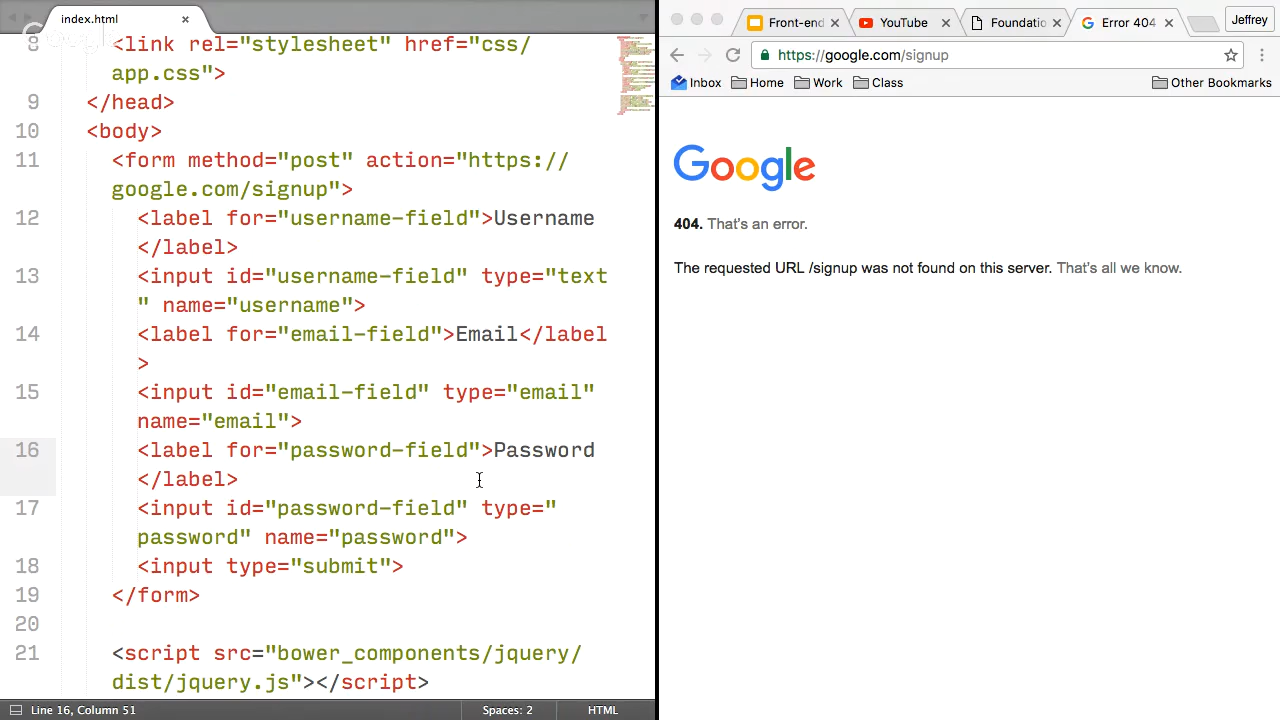 index.html
Google
8 <link rel="stylesheet" href="css/
app.css">
9 </head>
10 <body>
11 <form method="post" action="https://
google.com/signup">
12 <label for="username-field">Username
</label>
13 <input id="username-field" type="text
" name="username">
14 <label for="email-field">Email</label
>
15 <input id="email-field" type="email"
name="email">
16 <label for="password-field">Password
</label>
17 <input id="password-field" type="
password" name="password">
18 <input type="submit">
19 </form>
20
21 <script src="bower_components/jquery/
dist/jquery.js"></script>
Line 16, Column 51 Spaces: 2 HTML
Front-end YouTube Foundatio Error 404 Jeffrey
https://google.com/signup
Inbox Home Work Class Other Bookmarks
Google
404. That's an error.
The requested URL /signup was not found on this server. That's all we know.